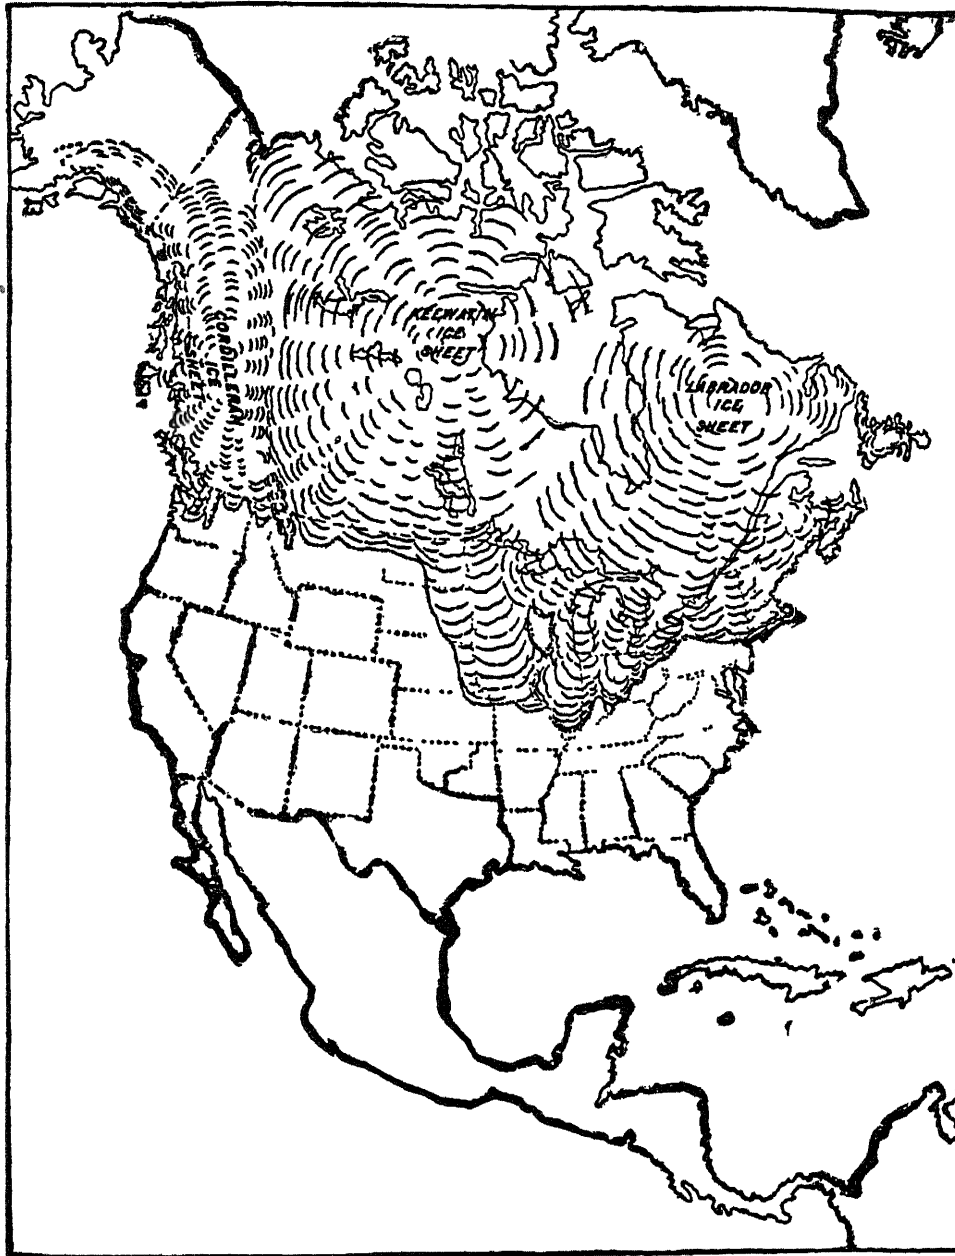 KEEWATIN
ICE
SHEET
LABRADOR
ICE
SHEET
CORDILLERAN
ICE
SHEET